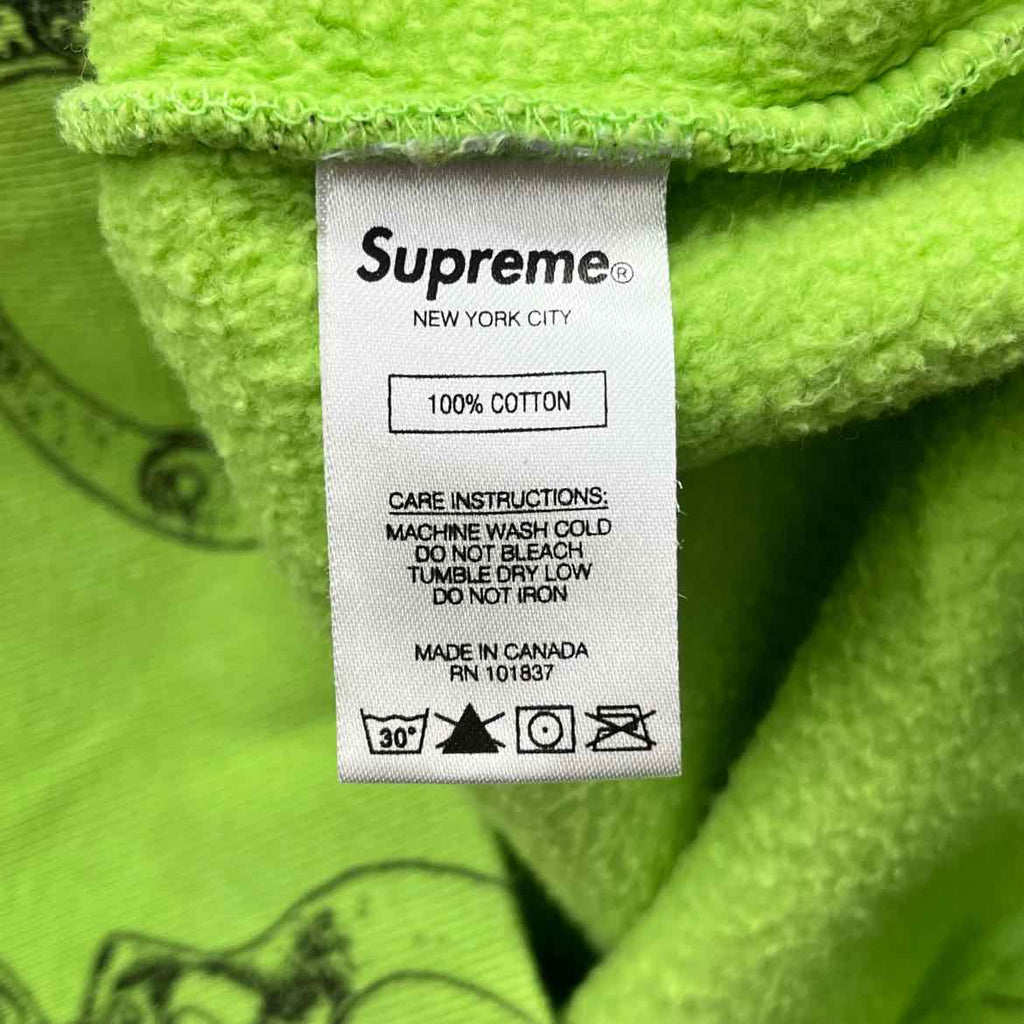 Supreme®
NEW YORK CITY
100% COTTON
CARE INSTRUCTIONS:
MACHINE WASH COLD
DO NOT BLEACH
TUMBLE DRY LOW
DO NOT IRON
MADE IN CANADA
RN 101837
30°